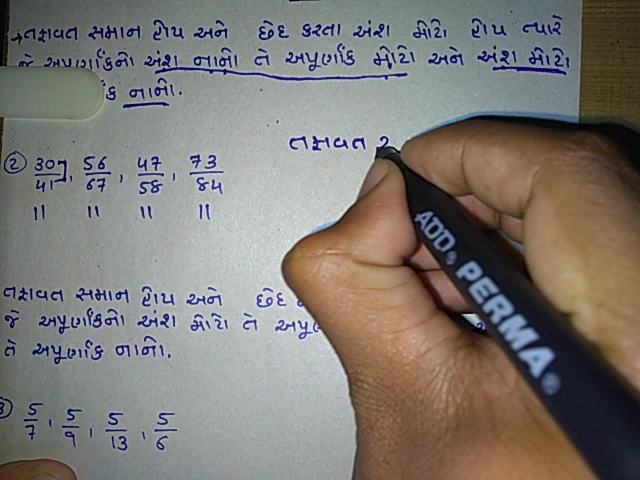 →તફાવત સમાન હોય અને છેદ કરતા અંશ મોટો હોય ત્યારે
જે અપૂર્ણાંકનો અંશ નાનો તે અપૂર્ણાંક મોટો અને અંશ મોટો
ક નાનો.
તફાવત
② 30/41, 56/67, 47/58, 73/84
11 11 11 11
તફાવત સમાન હોય અને છેદ
જે અપૂર્ણાંકનો અંશ મોટો તે અપૂર્ણાં
તે અપૂર્ણાંક નાનો.
③ 5/7, 5/9, 5/13, 5/6
ADD PERMA